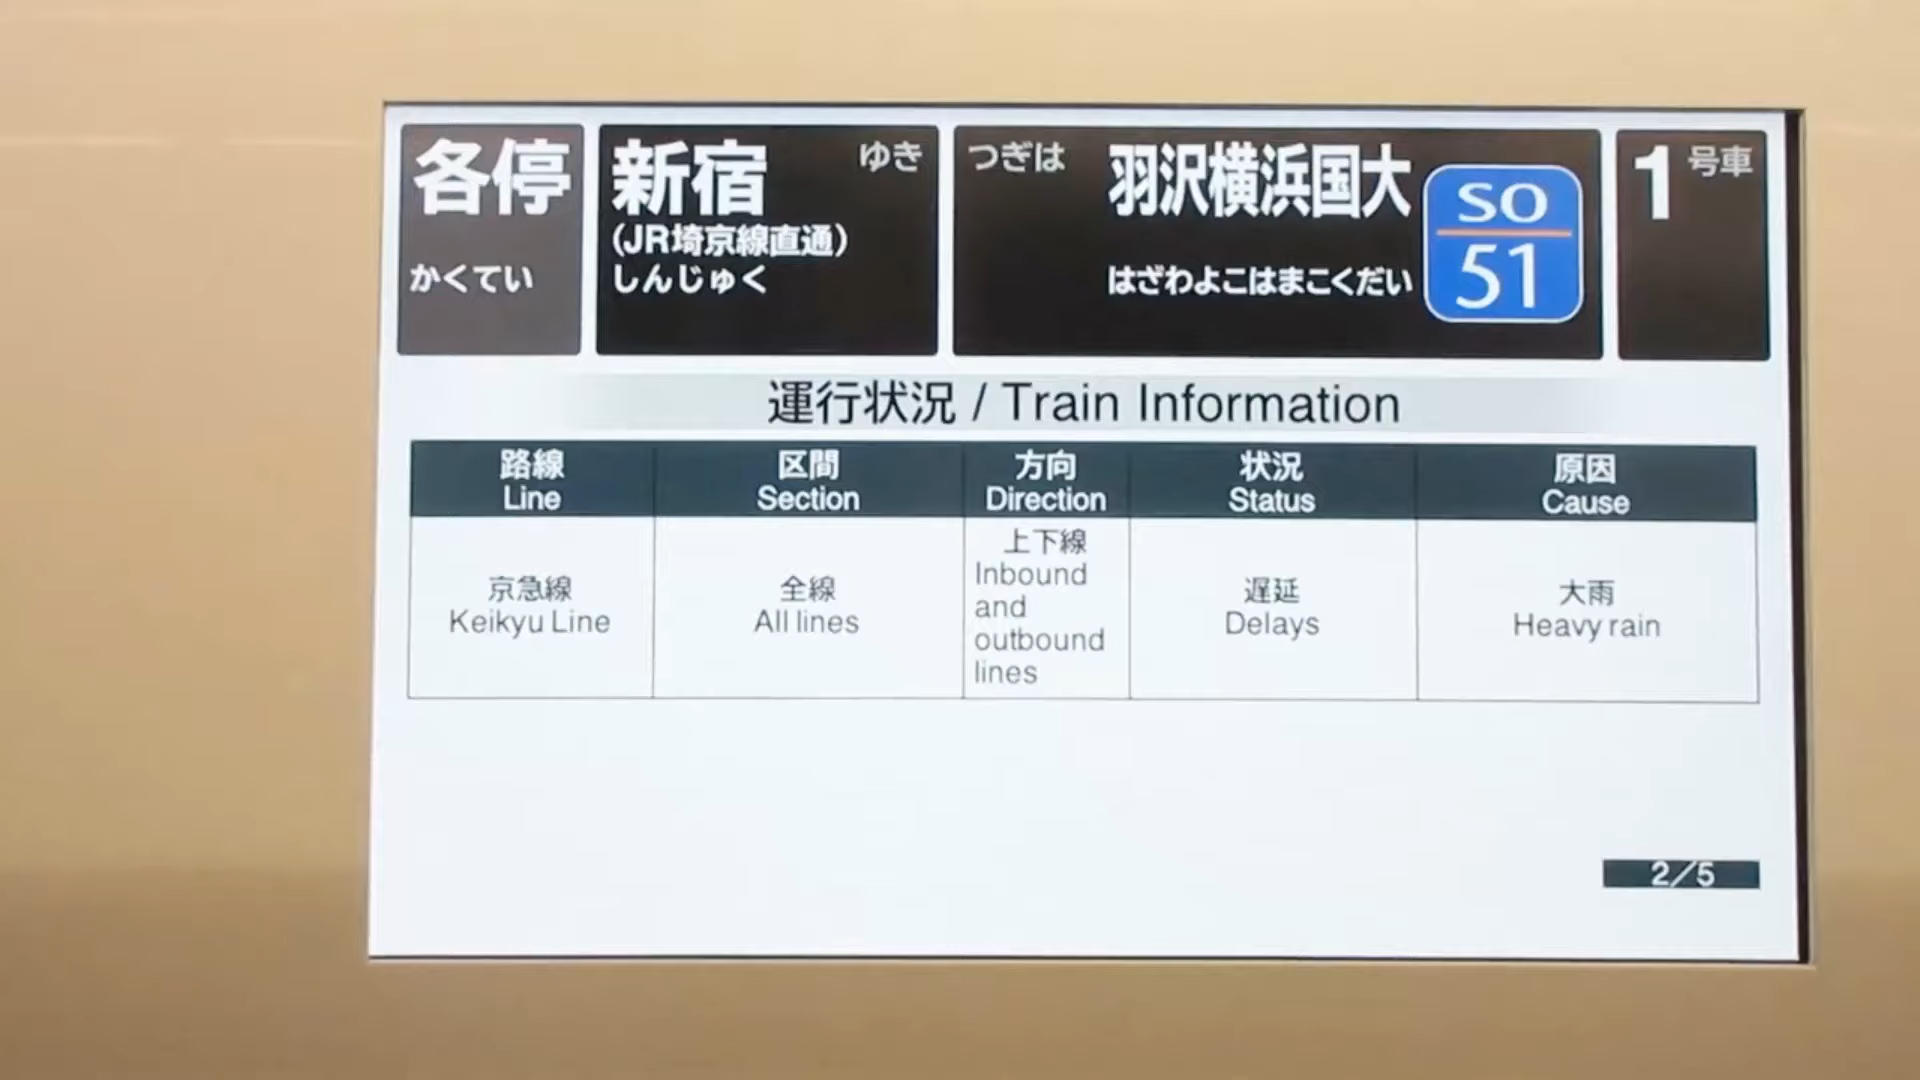 各停
かくてい
新宿 ゆき
(JR埼京線直通)
しんじゅく
つぎは 羽沢横浜国大
はざわよこはまこくだい
SO
51
1 号車
運行状況 / Train Information
路線
Line
区間
Section
方向
Direction
状況
Status
原因
Cause
京急線
Keikyu Line
全線
All lines
上下線
Inbound
and
outbound
lines
遅延
Delays
大雨
Heavy rain
2/5